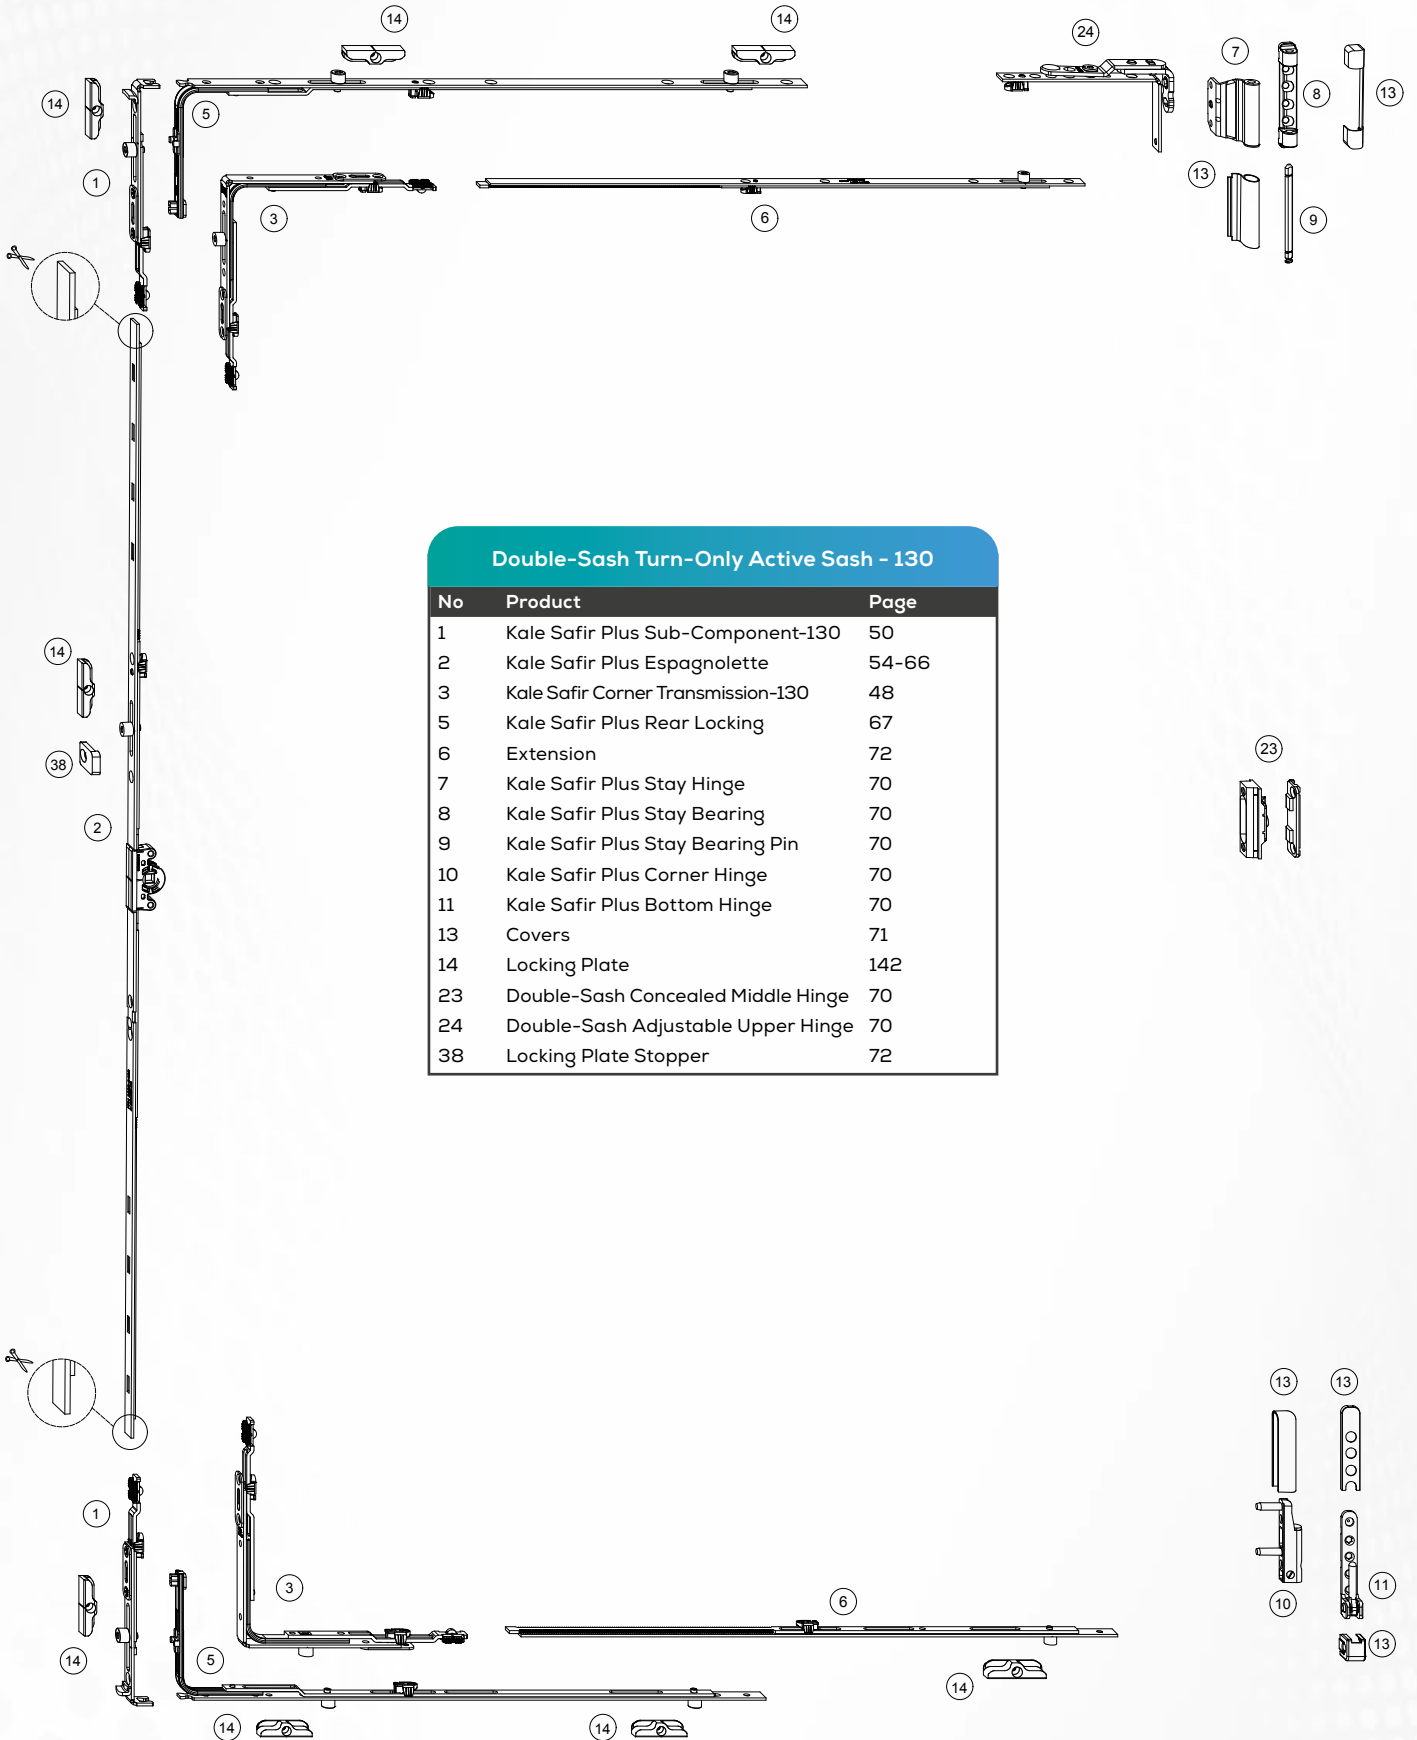 14 14 24
7
14 5 8 13
1 13
3 6 9
Double-Sash Turn-Only Active Sash - 130
No Product Page
1 Kale Safir Plus Sub-Component-130 50
2 Kale Safir Plus Espagnolette 54-66
3 Kale Safir Corner Transmission-130 48
5 Kale Safir Plus Rear Locking 67
6 Extension 72
7 Kale Safir Plus Stay Hinge 70
8 Kale Safir Plus Stay Bearing 70
9 Kale Safir Plus Stay Bearing Pin 70
10 Kale Safir Plus Corner Hinge 70
11 Kale Safir Plus Bottom Hinge 70
13 Covers 71
14 Locking Plate 142
23 Double-Sash Concealed Middle Hinge 70
24 Double-Sash Adjustable Upper Hinge 70
38 Locking Plate Stopper 72
14
38 23
2
13 13
1
3 6 10 11
14 5 13
14
14 14